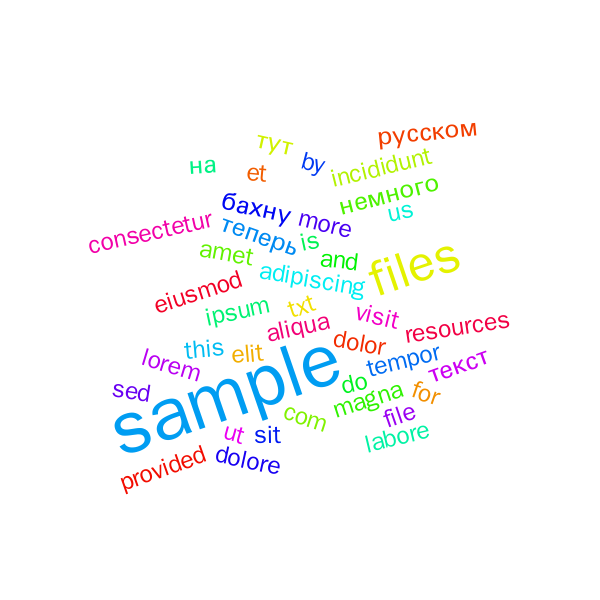 русском
тут
by
incididunt
на
et
немного
бахну
more
us
consectetur
теперь
is
amet
and
files
adipiscing
eiusmod
ipsum
txt
visit
aliqua
resources
this
elit
dolor
lorem
tempor
текст
sample
sed
do
magna
for
com
file
ut
sit
labore
provided
dolore